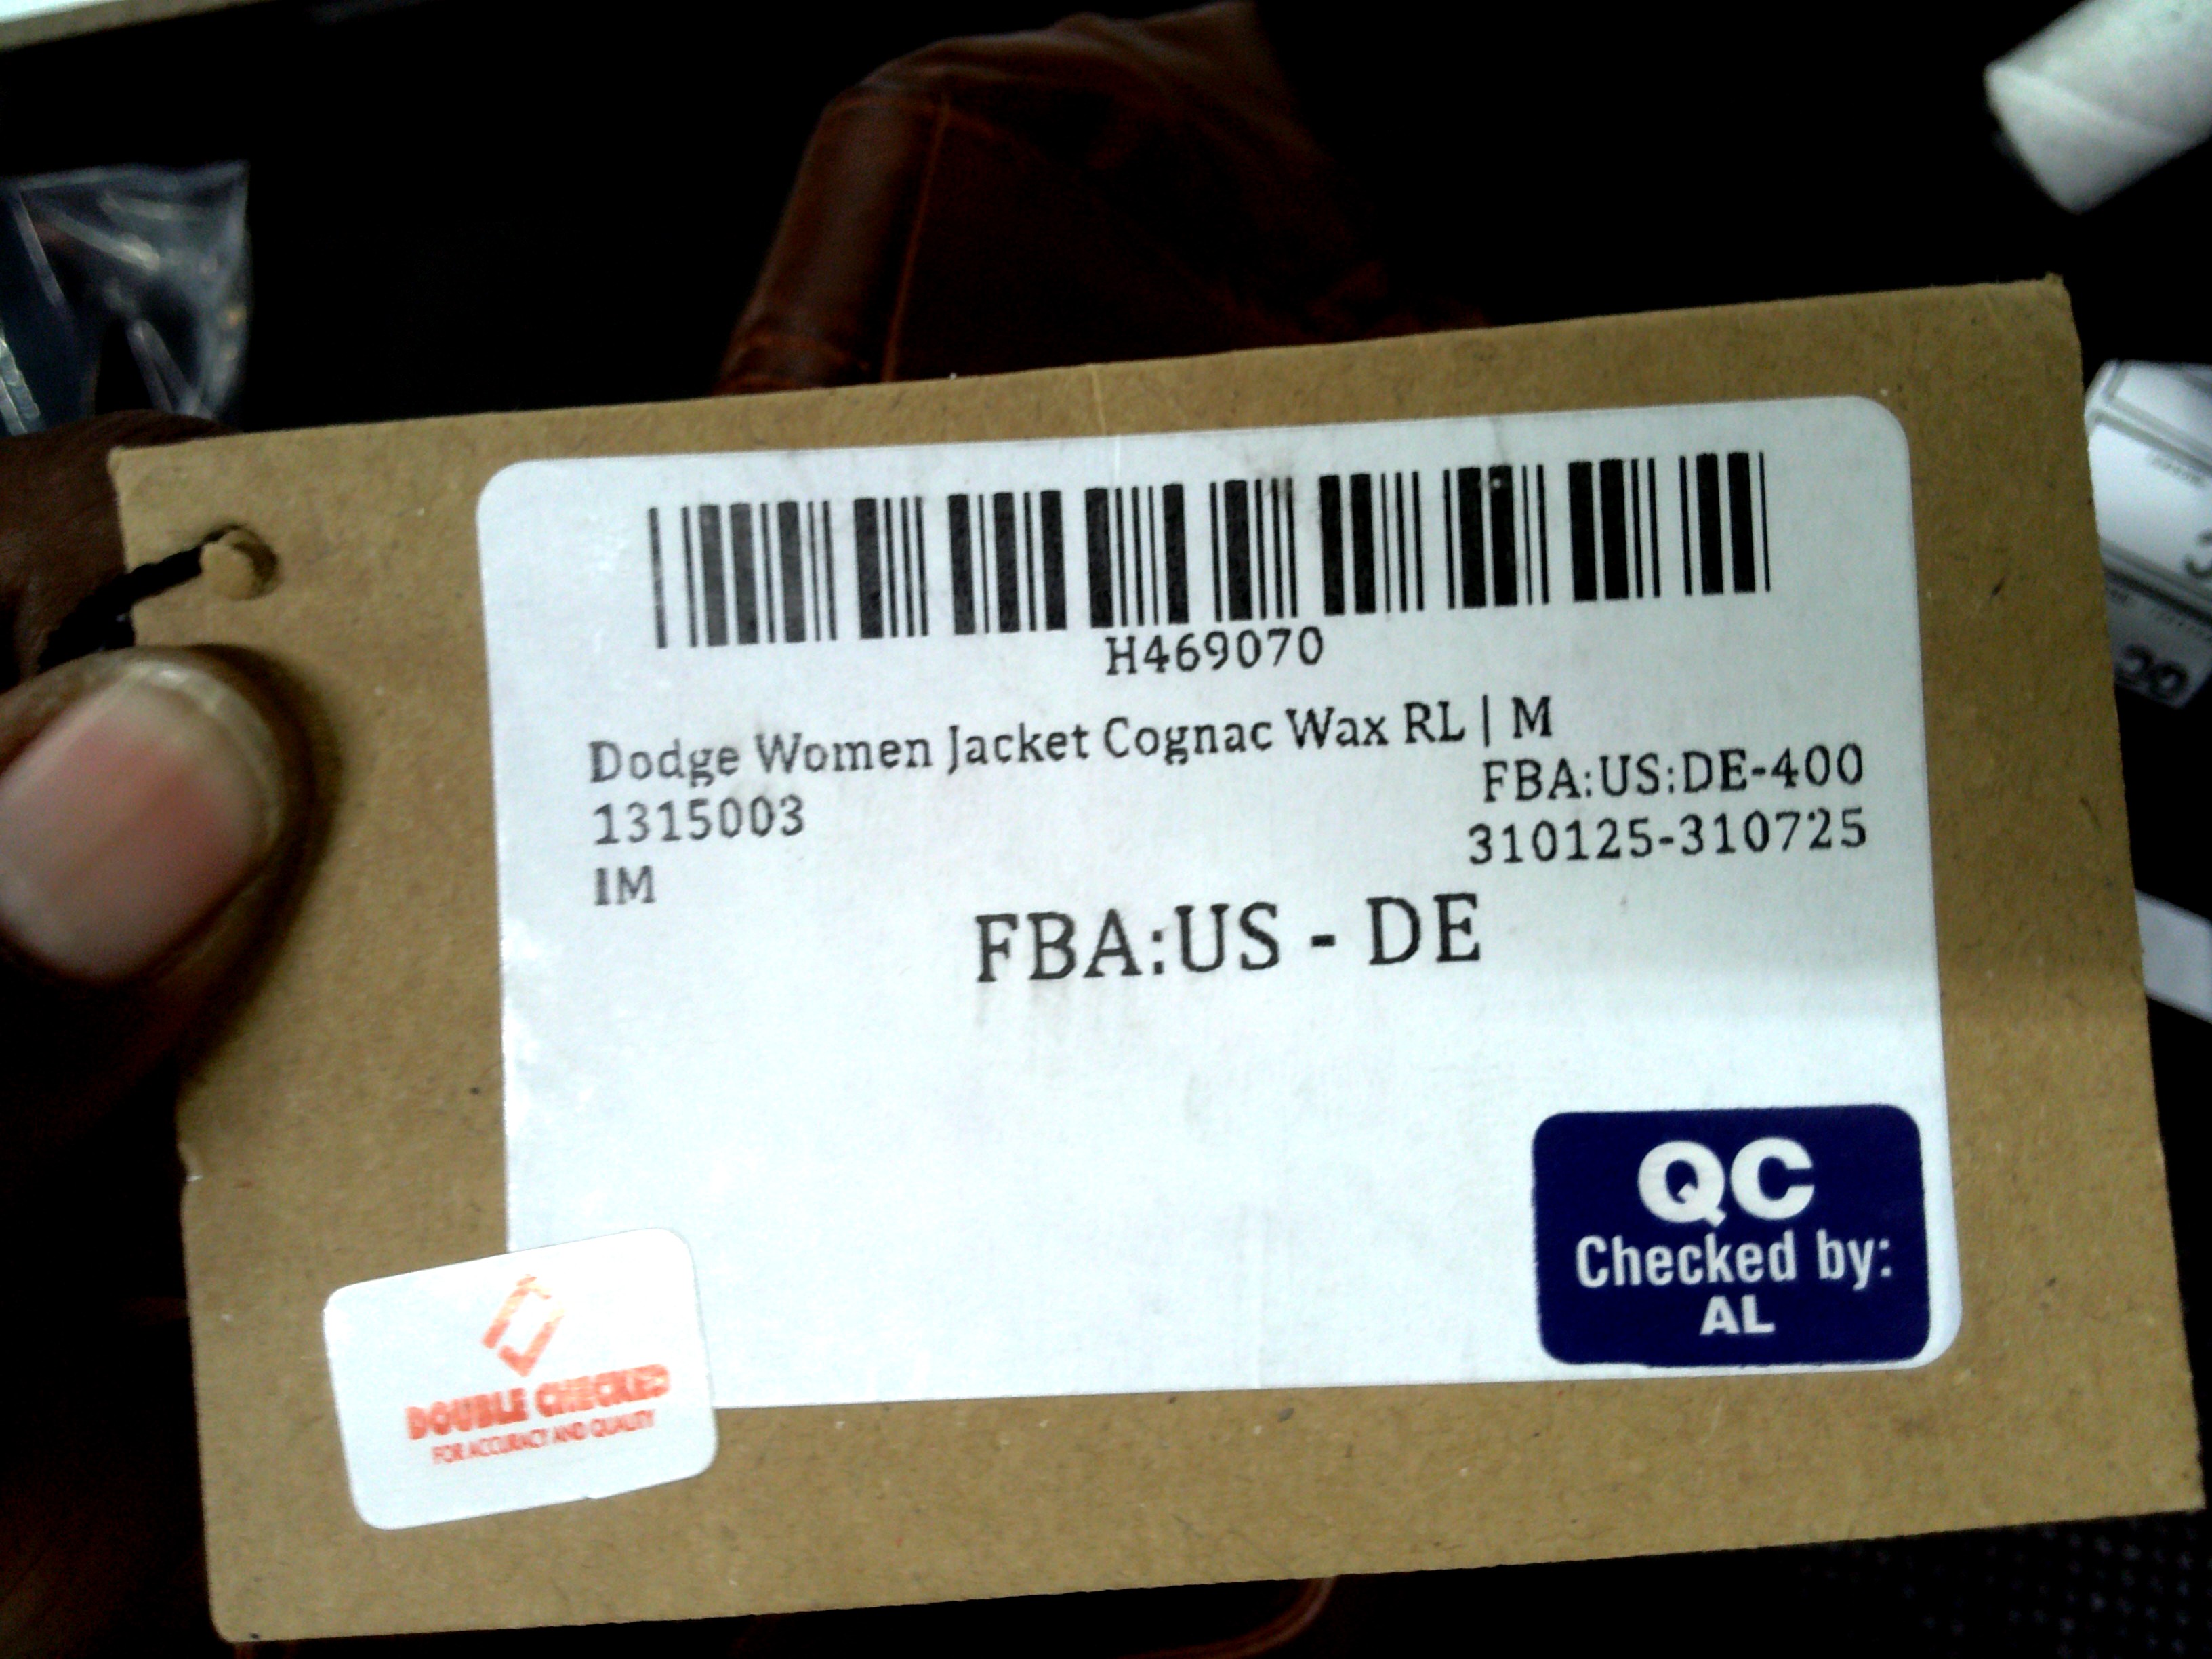 H469070
Dodge Women Jacket Cognac Wax RL | M
FBA:US:DE-400
1315003
310125-310725
IM
FBA:US - DE
QC
Checked by:
AL
DOUBLE CHECKED
FOR ACCURACY AND QUALITY
QC